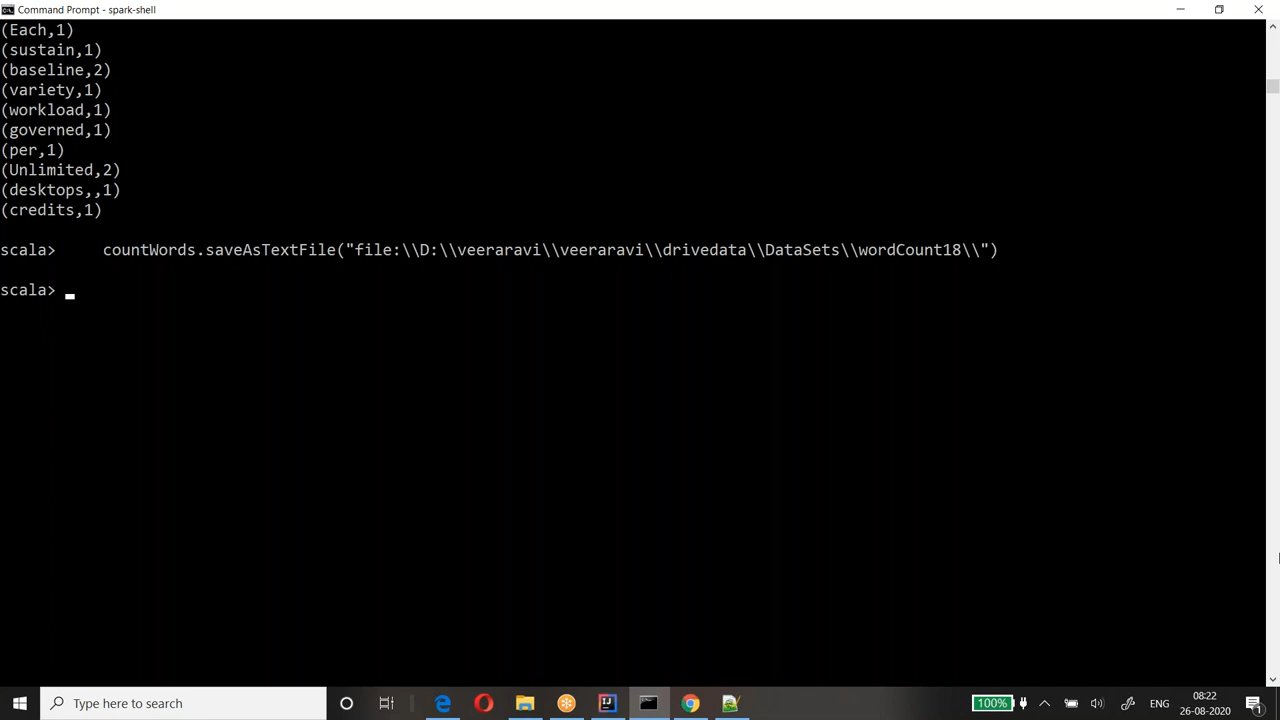 Command Prompt - spark-shell
(Each,1)
(sustain,1)
(baseline,2)
(variety,1)
(workload,1)
(governed,1)
(per,1)
(Unlimited,2)
(desktops,,1)
(credits,1)
scala>     countWords.saveAsTextFile("file:\\D:\\veeraravi\\veeraravi\\drivedata\\DataSets\\wordCount18\\")
scala>
Type here to search
100%
ENG
08:22
26-08-2020
1